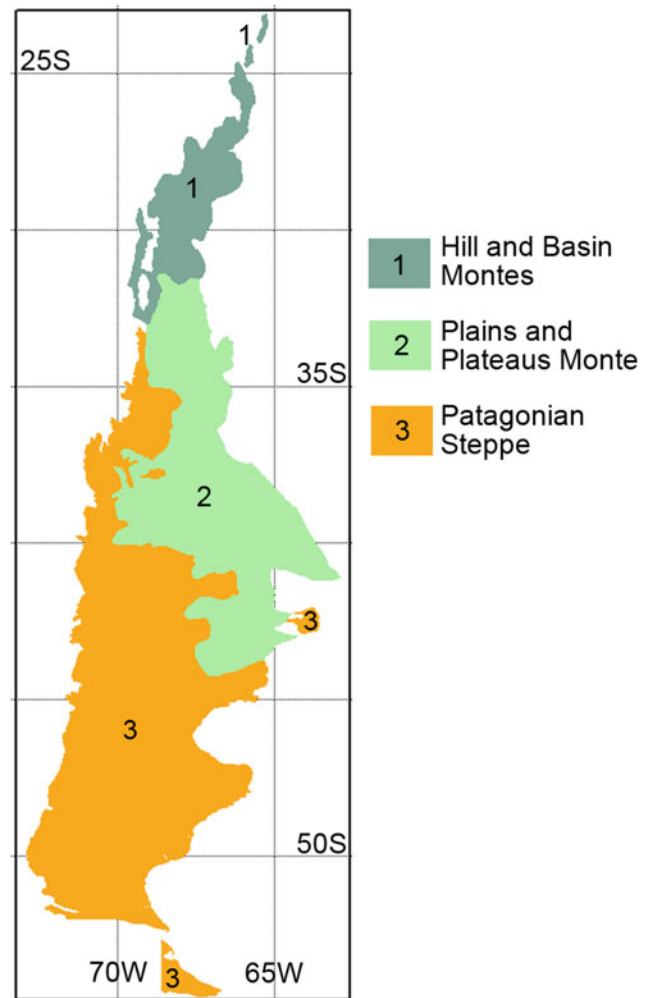 1
25S
1
1
Hill and Basin
Montes
2
Plains and
Plateaus Monte
35S
3
Patagonian
Steppe
2
3
3
50S
70W
65W
3